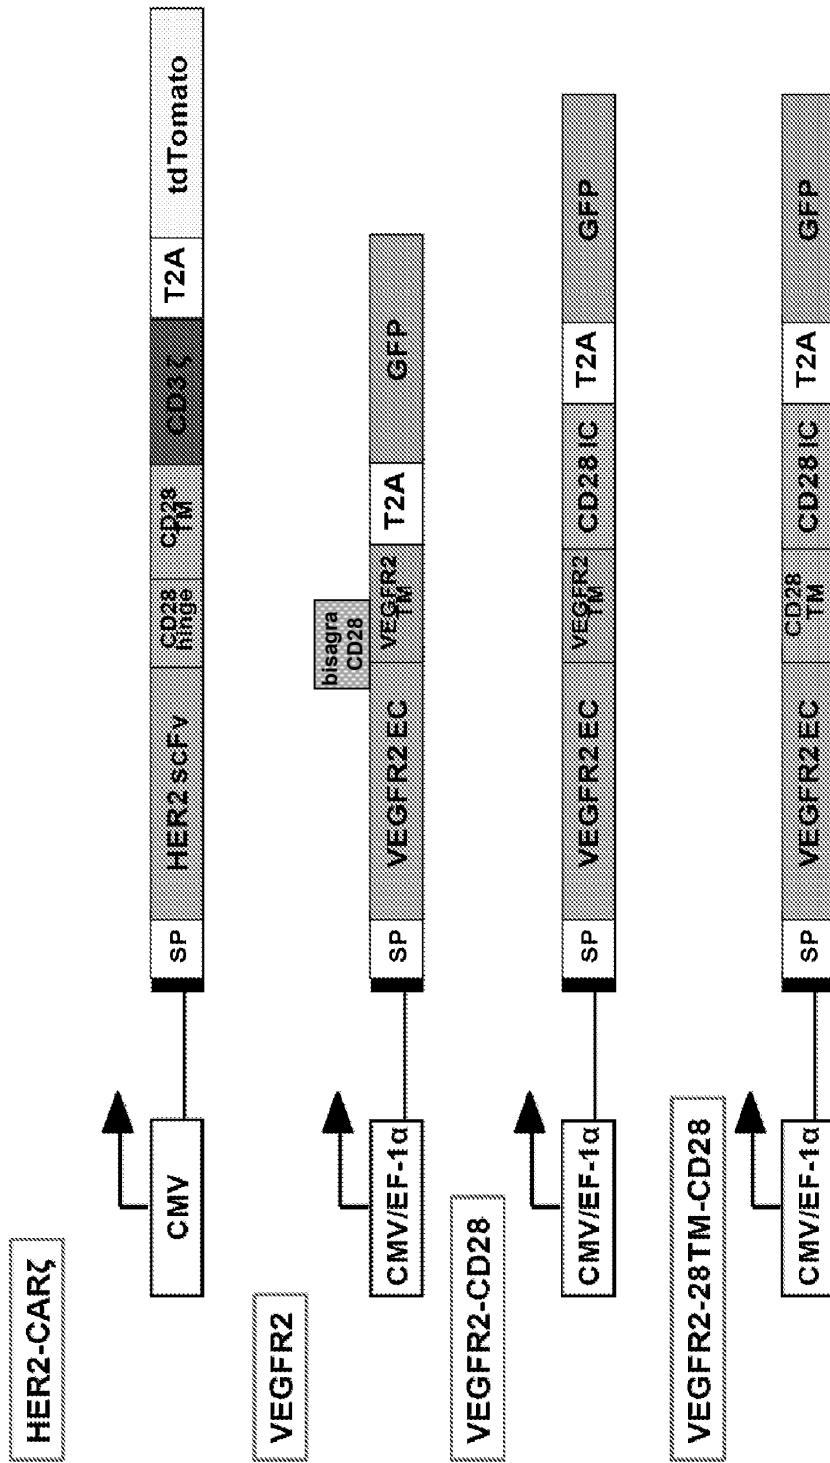 HER2-CARζ
CMV
SP
HER2 scFv
CD28
hinge
CD28
TM
CD3ζ
T2A
tdTomato
VEGFR2
CMV/EF-1α
SP
VEGFR2 EC
bisagra
CD28
VEGFR2
TM
T2A
GFP
VEGFR2-CD28
CMV/EF-1α
SP
VEGFR2 EC
VEGFR2
TM
CD28 IC
T2A
GFP
VEGFR2-28TM-CD28
CMV/EF-1α
SP
VEGFR2 EC
CD28
TM
CD28 IC
T2A
GFP